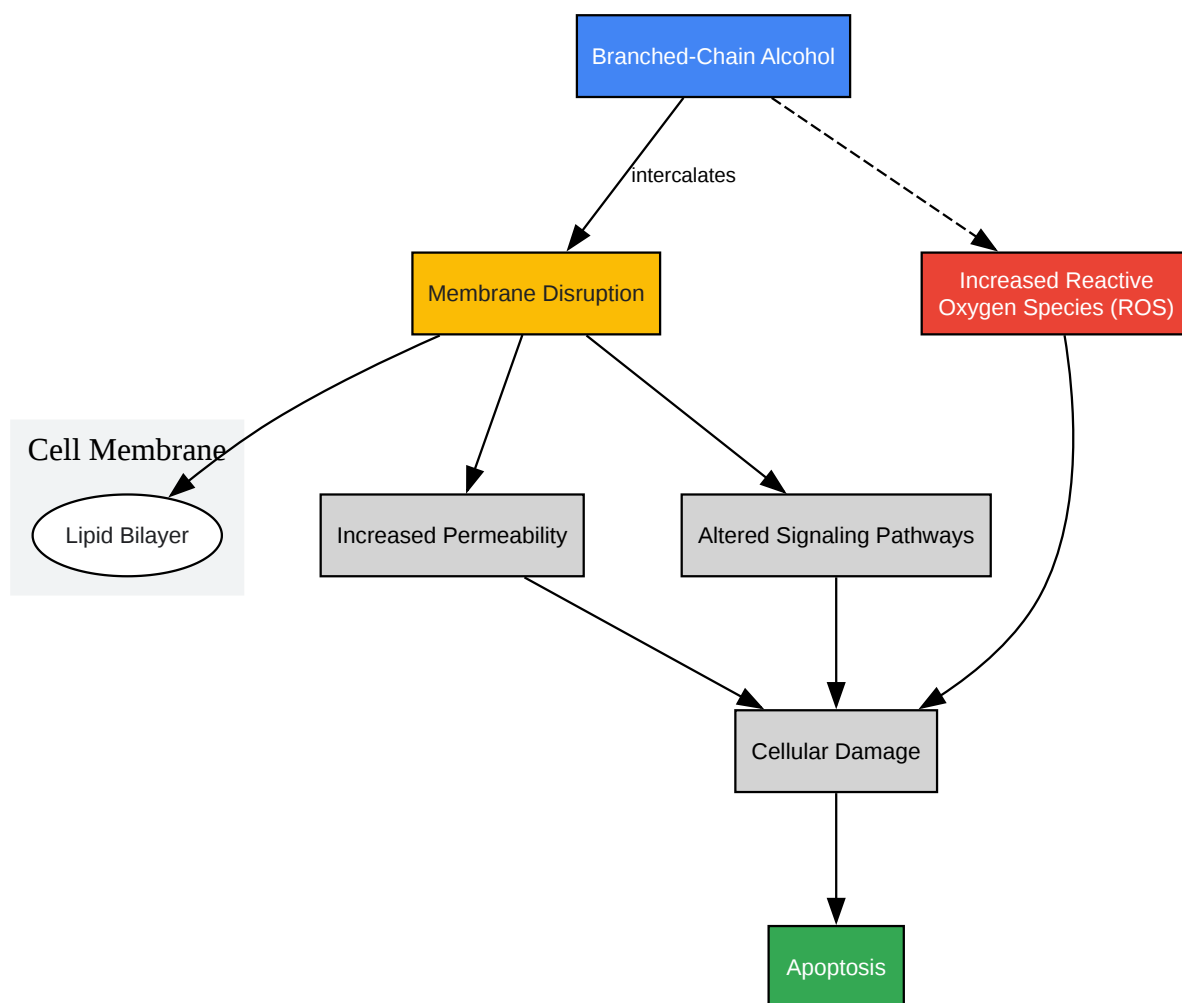 Branched-Chain Alcohol
intercalates
Membrane Disruption
Increased Reactive
Oxygen Species (ROS)
Cell Membrane
Lipid Bilayer
Increased Permeability
Altered Signaling Pathways
Cellular Damage
Apoptosis